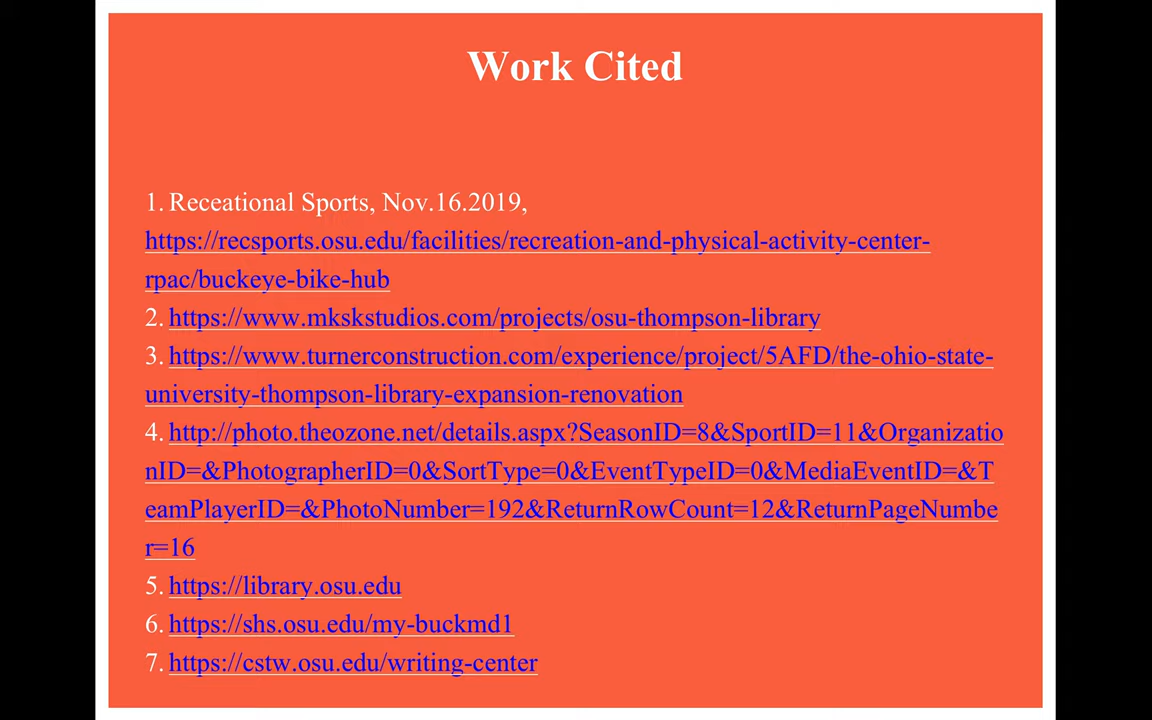 Work Cited
1. Receational Sports, Nov.16.2019,
https://recsports.osu.edu/facilities/recreation-and-physical-activity-center-
rpac/buckeye-bike-hub
2. https://www.mkskstudios.com/projects/osu-thompson-library
3. https://www.turnerconstruction.com/experience/project/5AFD/the-ohio-state-
university-thompson-library-expansion-renovation
4. http://photo.theozone.net/details.aspx?SeasonID=8&SportID=11&Organizatio
nID=&PhotographerID=0&SortType=0&EventTypeID=0&MediaEventID=&T
eamPlayerID=&PhotoNumber=192&ReturnRowCount=12&ReturnPageNumbe
r=16
5. https://library.osu.edu
6. https://shs.osu.edu/my-buckmd1
7. https://cstw.osu.edu/writing-center